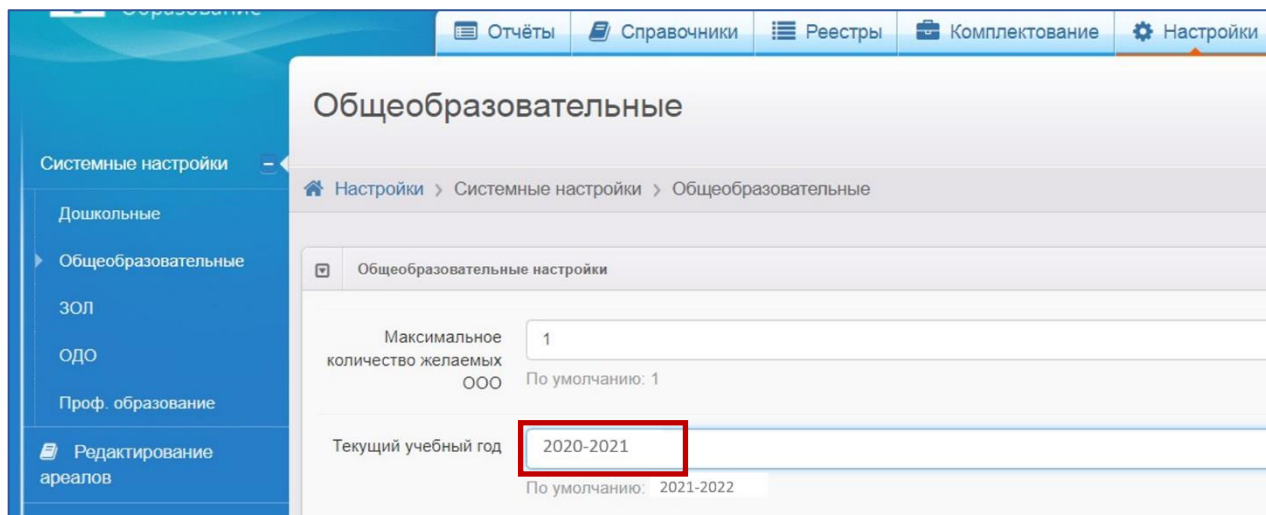 Образование
Отчёты
Справочники
Реестры
Комплектование
Настройки
Общеобразовательные
Системные настройки
Настройки > Системные настройки > Общеобразовательные
Дошкольные
Общеобразовательные
ЗОЛ
ОДО
Проф. образование
Редактирование
ареалов
Общеобразовательные настройки
Максимальное
количество желаемых
ООО
1
По умолчанию: 1
Текущий учебный год
2020-2021
По умолчанию: 2021-2022